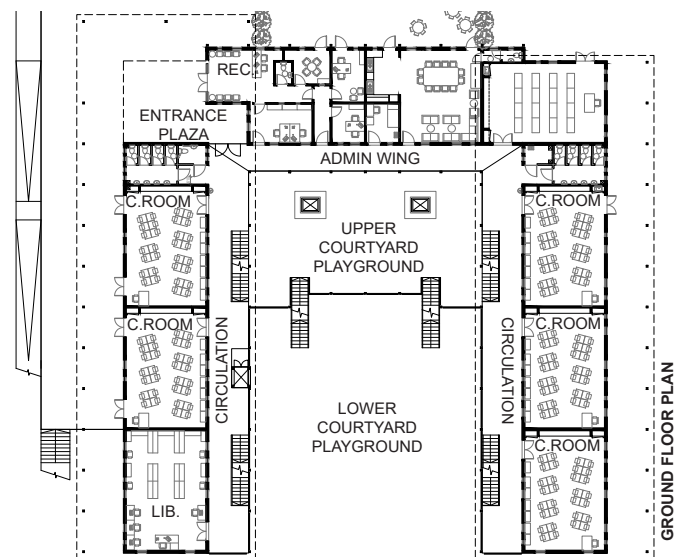 REC.
ENTRANCE
PLAZA
ADMIN WING
C.ROOM
C.ROOM
UPPER
COURTYARD
PLAYGROUND
C.ROOM
C.ROOM
CIRCULATION
CIRCULATION
LOWER
COURTYARD
PLAYGROUND
C.ROOM
LIB.
GROUND FLOOR PLAN